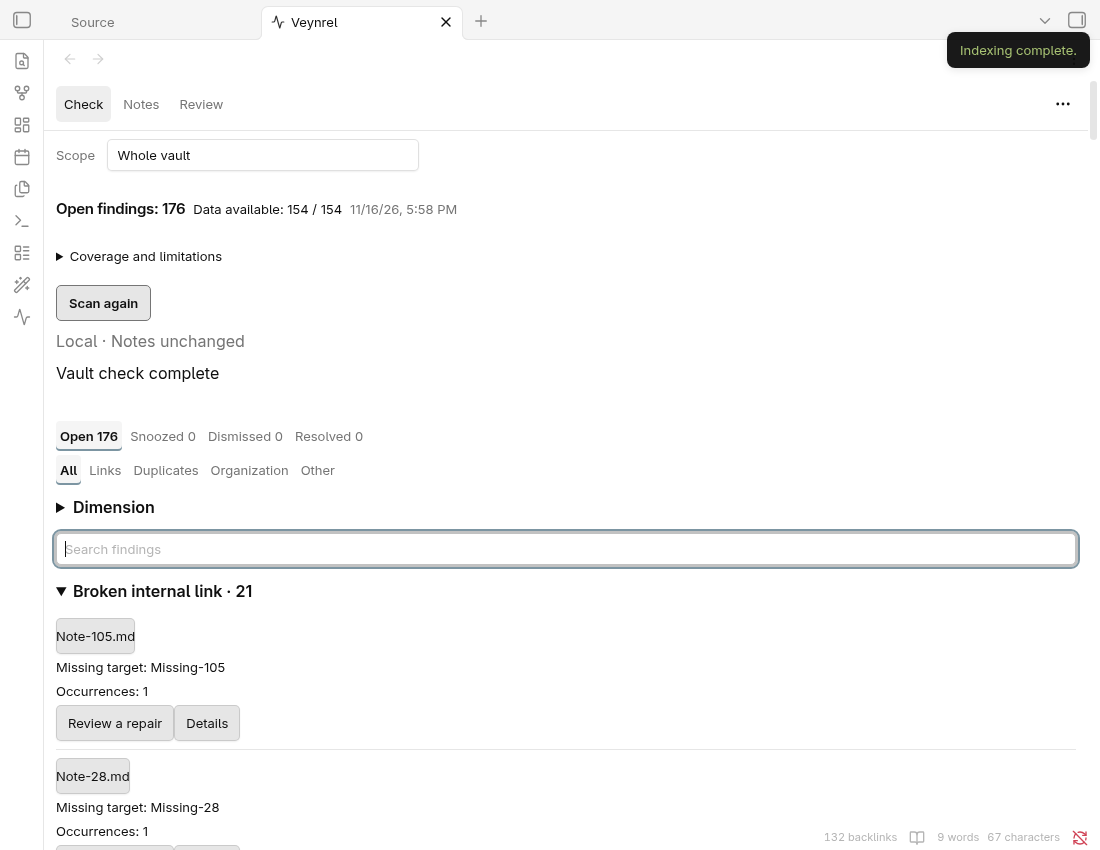 Source
Veynrel
Indexing complete.
Check Notes Review
Scope Whole vault
Open findings: 176 Data available: 154 / 154 11/16/26, 5:58 PM
Coverage and limitations
Scan again
Local · Notes unchanged
Vault check complete
Open 176 Snoozed 0 Dismissed 0 Resolved 0
All Links Duplicates Organization Other
Dimension
Search findings
Broken internal link · 21
Note-105.md
Missing target: Missing-105
Occurrences: 1
Review a repair Details
Note-28.md
Missing target: Missing-28
Occurrences: 1
132 backlinks 9 words 67 characters